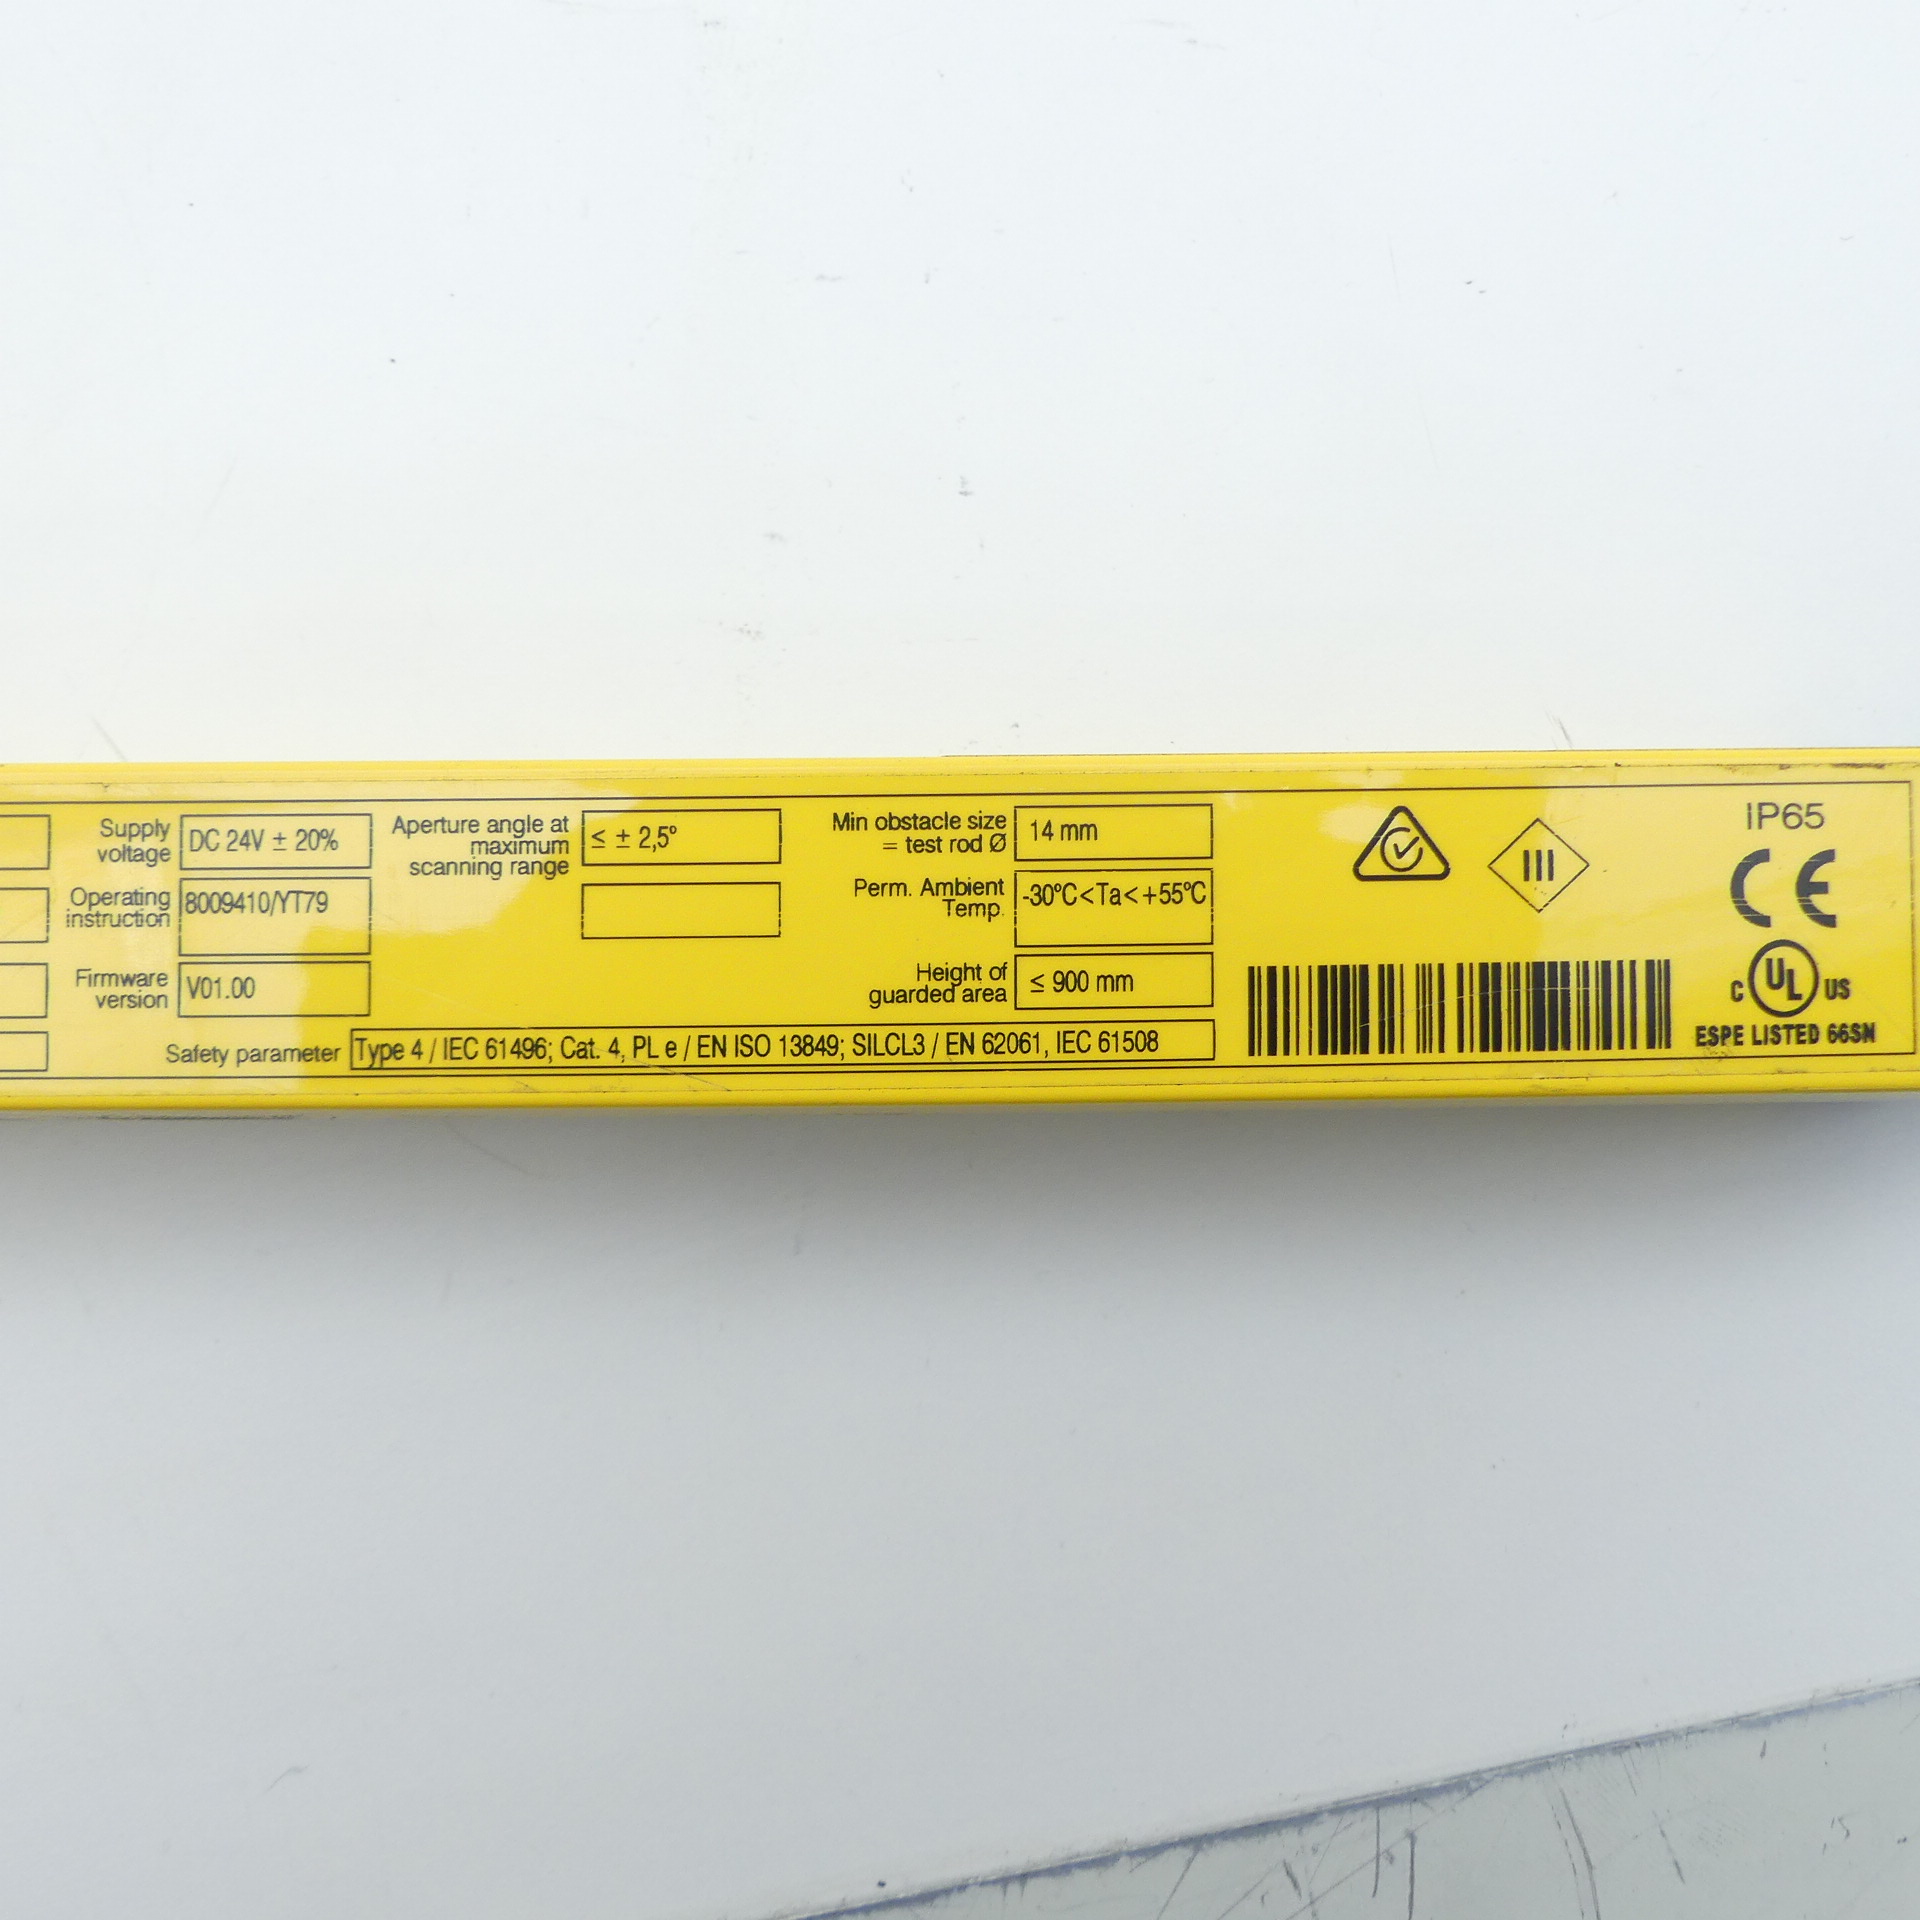 Supply
voltage
DC 24V ± 20%
Operating
instruction
8009410/YT79
Firmware
version
V01.00
Aperture angle at
maximum
scanning range
≤ ± 2,5°
Min obstacle size
= test rod Ø
14 mm
Perm. Ambient
Temp.
-30°C<Ta<+55°C
Height of
guarded area
≤ 900 mm
Safety parameter
Type 4 / IEC 61496; Cat. 4, PL e / EN ISO 13849; SILCL3 / EN 62061, IEC 61508
III
IP65
CE
C UL US
ESPE LISTED 66SN